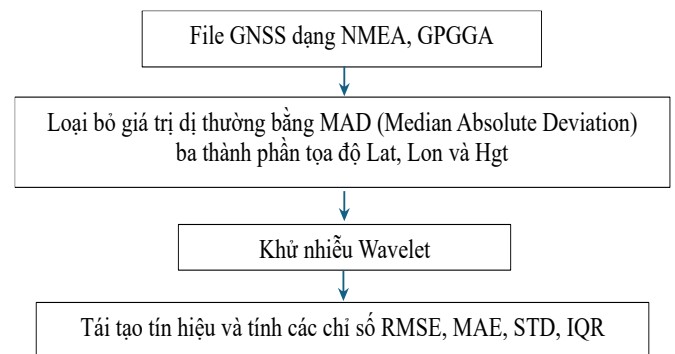 File GNSS dạng NMEA, GPGGA
Loại bỏ giá trị dị thường bằng MAD (Median Absolute Deviation)
ba thành phần tọa độ Lat, Lon và Hgt
Khử nhiễu Wavelet
Tái tạo tín hiệu và tính các chỉ số RMSE, MAE, STD, IQR